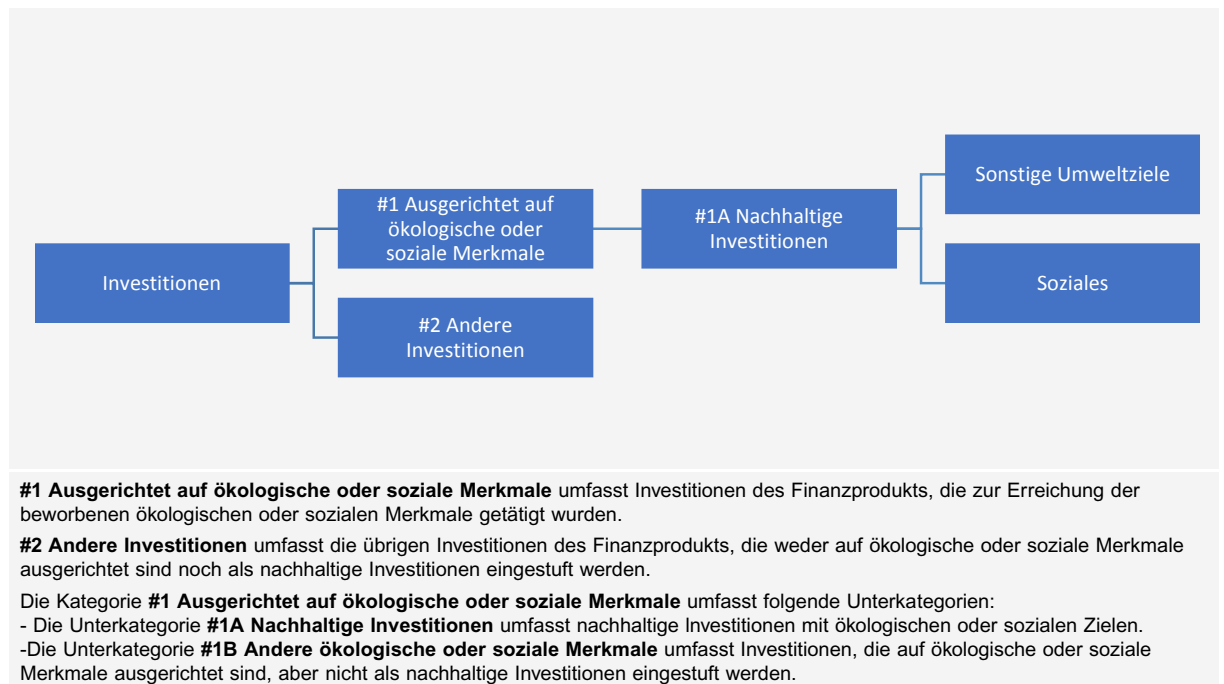 Sonstige Umweltziele
#1 Ausgerichtet auf
ökologische oder
soziale Merkmale
#1A Nachhaltige
Investitionen
Investitionen
Soziales
#2 Andere
Investitionen
#1 Ausgerichtet auf ökologische oder soziale Merkmale umfasst Investitionen des Finanzprodukts, die zur Erreichung der
beworbenen ökologischen oder sozialen Merkmale getätigt wurden.
#2 Andere Investitionen umfasst die übrigen Investitionen des Finanzprodukts, die weder auf ökologische oder soziale Merkmale
ausgerichtet sind noch als nachhaltige Investitionen eingestuft werden.
Die Kategorie #1 Ausgerichtet auf ökologische oder soziale Merkmale umfasst folgende Unterkategorien:
- Die Unterkategorie #1A Nachhaltige Investitionen umfasst nachhaltige Investitionen mit ökologischen oder sozialen Zielen.
-Die Unterkategorie #1B Andere ökologische oder soziale Merkmale umfasst Investitionen, die auf ökologische oder soziale
Merkmale ausgerichtet sind, aber nicht als nachhaltige Investitionen eingestuft werden.